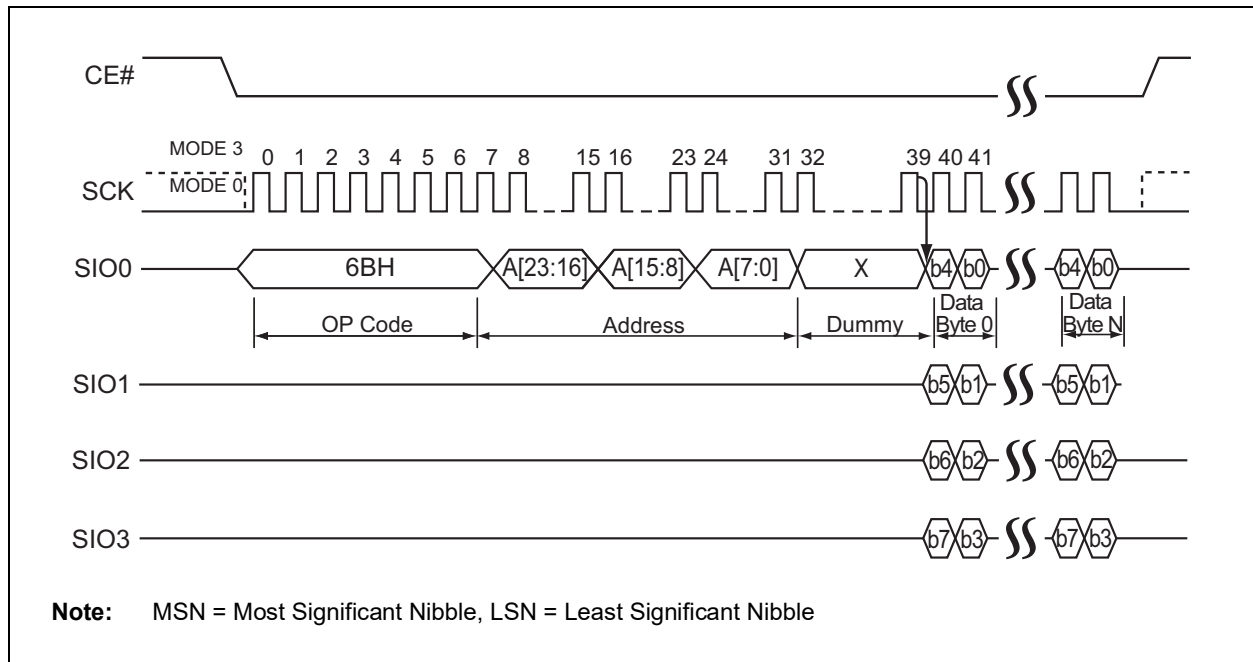 CE#
MODE 3
0 1 2 3 4 5 6 7 8 15 16 23 24 31 32 39 40 41
SCK
MODE 0
SIO0 6BH A[23:16] A[15:8] A[7:0] X b4 b0 b4 b0
OP Code Address Dummy Data Byte 0 Data Byte N
SIO1 b5 b1 b5 b1
SIO2 b6 b2 b6 b2
SIO3 b7 b3 b7 b3
Note: MSN = Most Significant Nibble, LSN = Least Significant Nibble